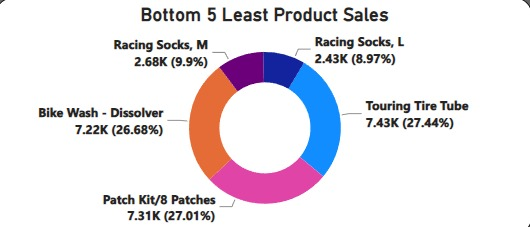 Bottom 5 Least Product Sales
Racing Socks, M
2.68K (9.9%)
Racing Socks, L
2.43K (8.97%)
Bike Wash - Dissolver
7.22K (26.68%)
Touring Tire Tube
7.43K (27.44%)
Patch Kit/8 Patches
7.31K (27.01%)